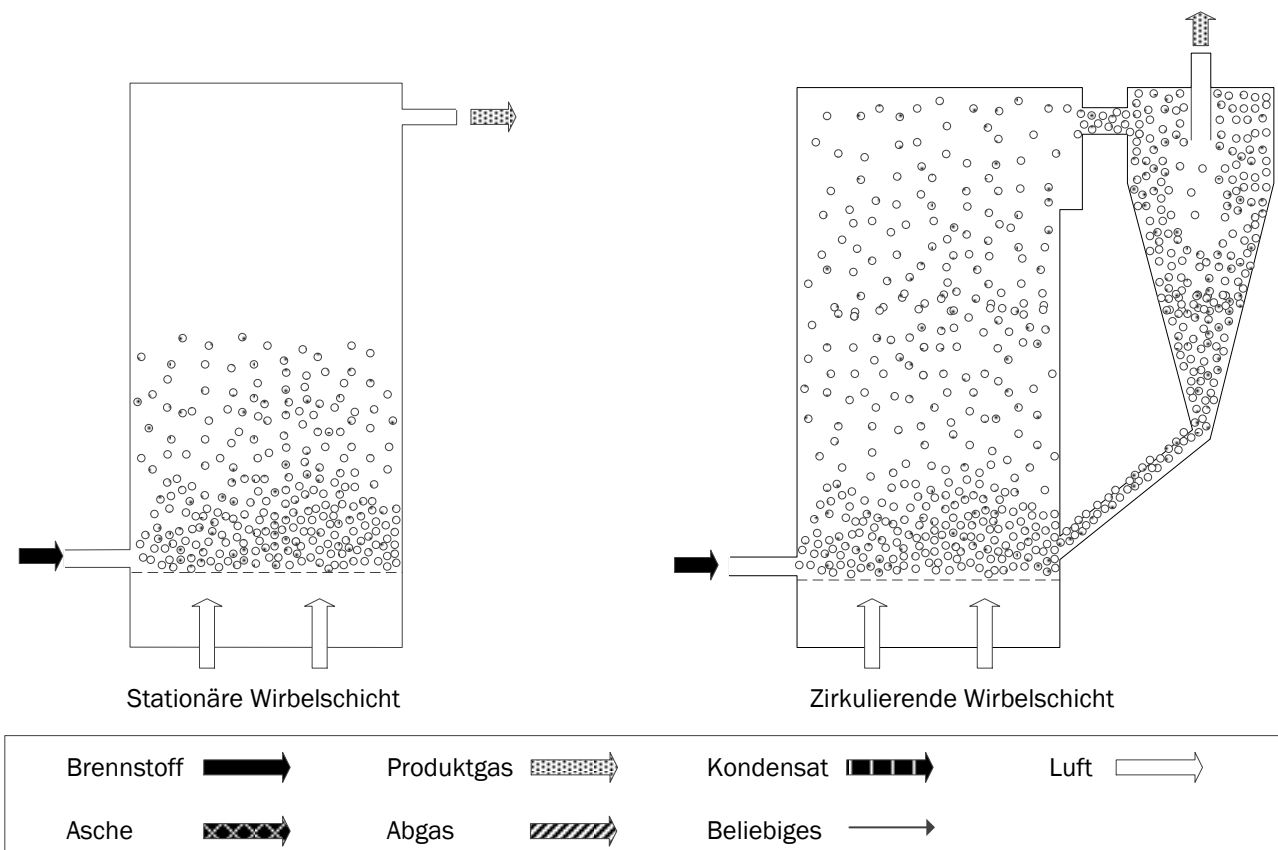 Stationäre Wirbelschicht
Zirkulierende Wirbelschicht
Brennstoff Produktgas Kondensat Luft
Asche Abgas Beliebiges